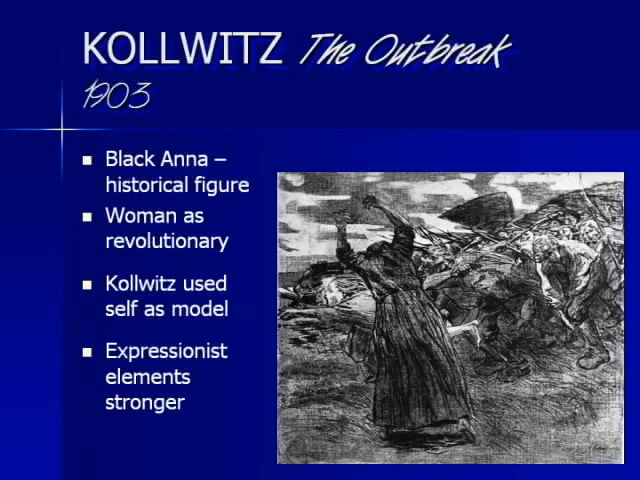 KOLLWITZ The Outbreak
1903
■ Black Anna –
historical figure
■ Woman as
revolutionary
■ Kollwitz used
self as model
■ Expressionist
elements
stronger